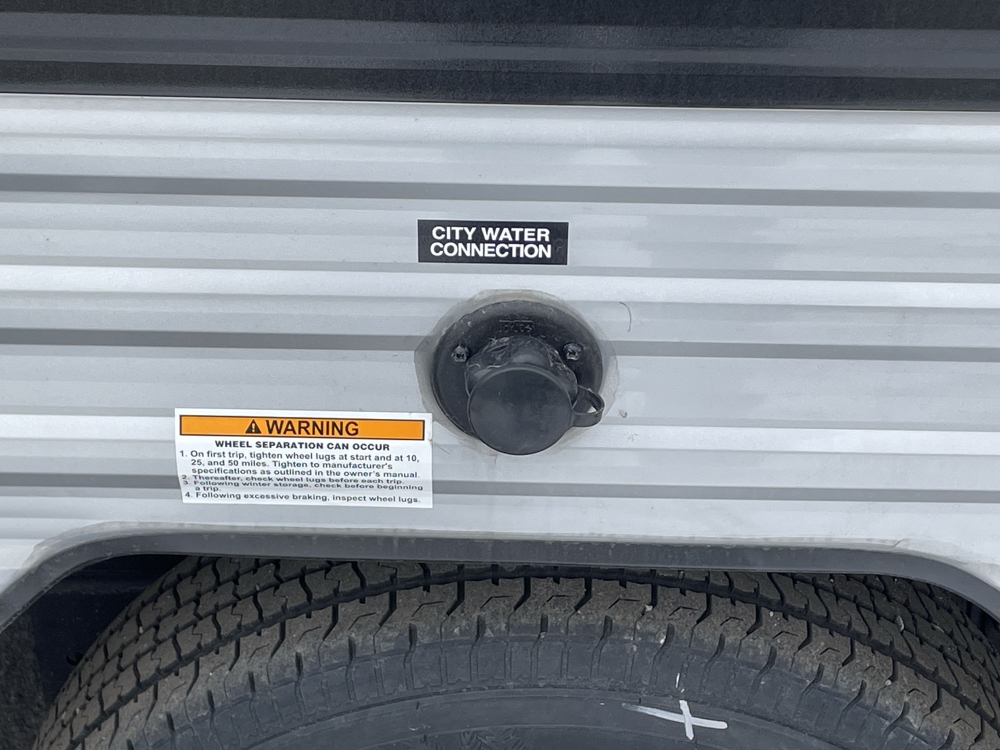 CITY WATER
CONNECTION
WARNING
WHEEL SEPARATION CAN OCCUR
1. On first trip, tighten wheel lugs at start and at 10,
25, and 50 miles. Tighten to manufacturer's
specifications as outlined in the owner's manual.
2. Thereafter, check wheel lugs before each trip.
3. Following winter storage, check before beginning
a trip.
4. Following excessive braking, inspect wheel lugs.